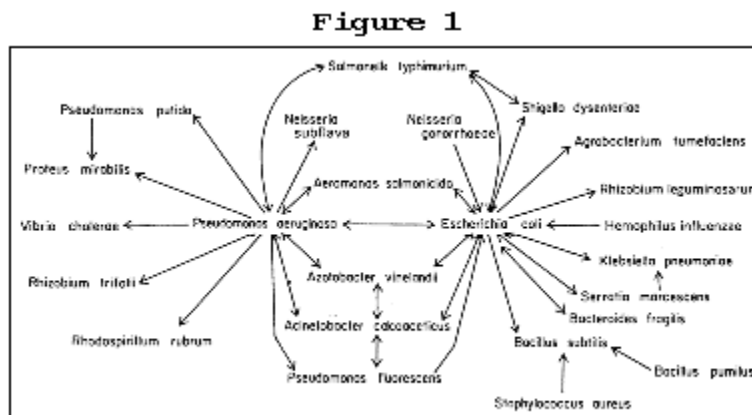 Figure 1
Salmonella typhimurium
Pseudomonas putida
Neisseria
subflava
Neisseria
gonorrhoeae
Shigella dysenteriae
Agrobacterium tumefaciens
Proteus mirabilis
Aeromonas salmonicida
Rhizobium leguminosarum
Vibrio cholerae
Pseudomonas aeruginosa
Escherichia coli
Hemophilus influenzae
Klebsiella pneumoniae
Rhizobium trifolii
Azotobacter vinelandii
Serratia marcescens
Acinetobacter calcoaceticus
Bacteroides fragilis
Rhodospirillum rubrum
Bacillus subtilis
Pseudomonas fluorescens
Bacillus pumilus
Staphylococcus aureus